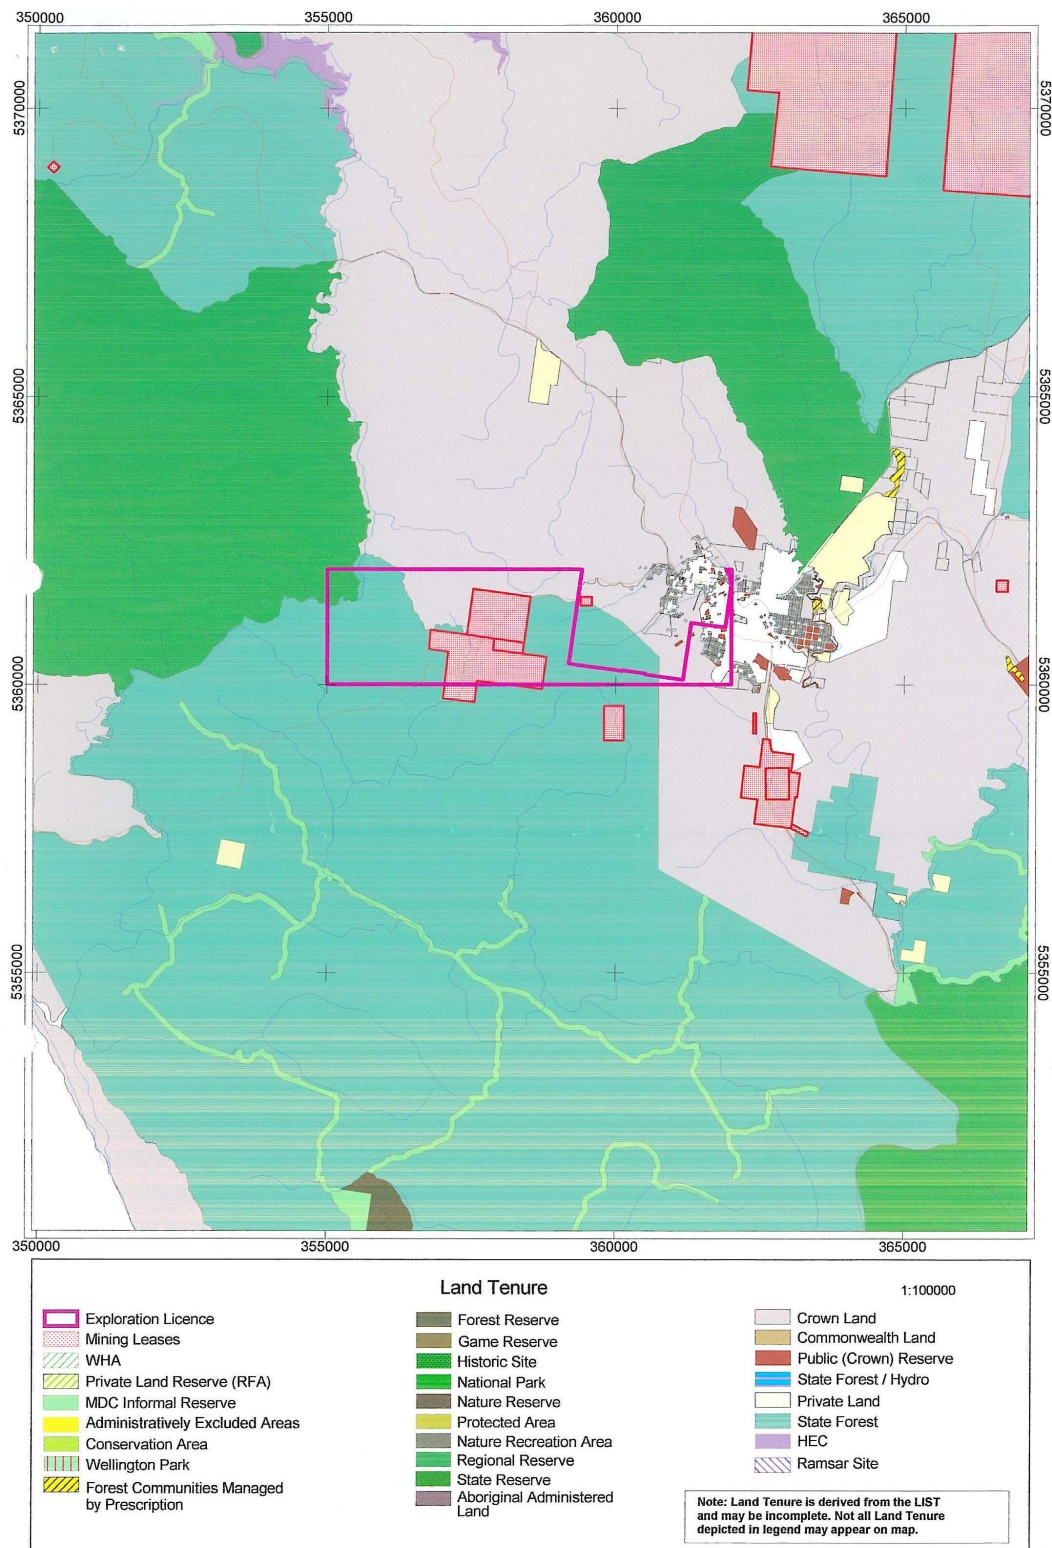 350000
355000
360000
365000
5370000
5370000
5365000
5365000
5360000
5360000
5355000
5355000
350000
355000
360000
365000
Land Tenure
1:100000
Exploration Licence
Mining Leases
WHA
Private Land Reserve (RFA)
MDC Informal Reserve
Administratively Excluded Areas
Conservation Area
Wellington Park
Forest Communities Managed
by Prescription
Forest Reserve
Game Reserve
Historic Site
National Park
Nature Reserve
Protected Area
Nature Recreation Area
Regional Reserve
State Reserve
Aboriginal Administered
Land
Crown Land
Commonwealth Land
Public (Crown) Reserve
State Forest / Hydro
Private Land
State Forest
HEC
Ramsar Site
Note: Land Tenure is derived from the LIST
and may be incomplete. Not all Land Tenure
depicted in legend may appear on map.